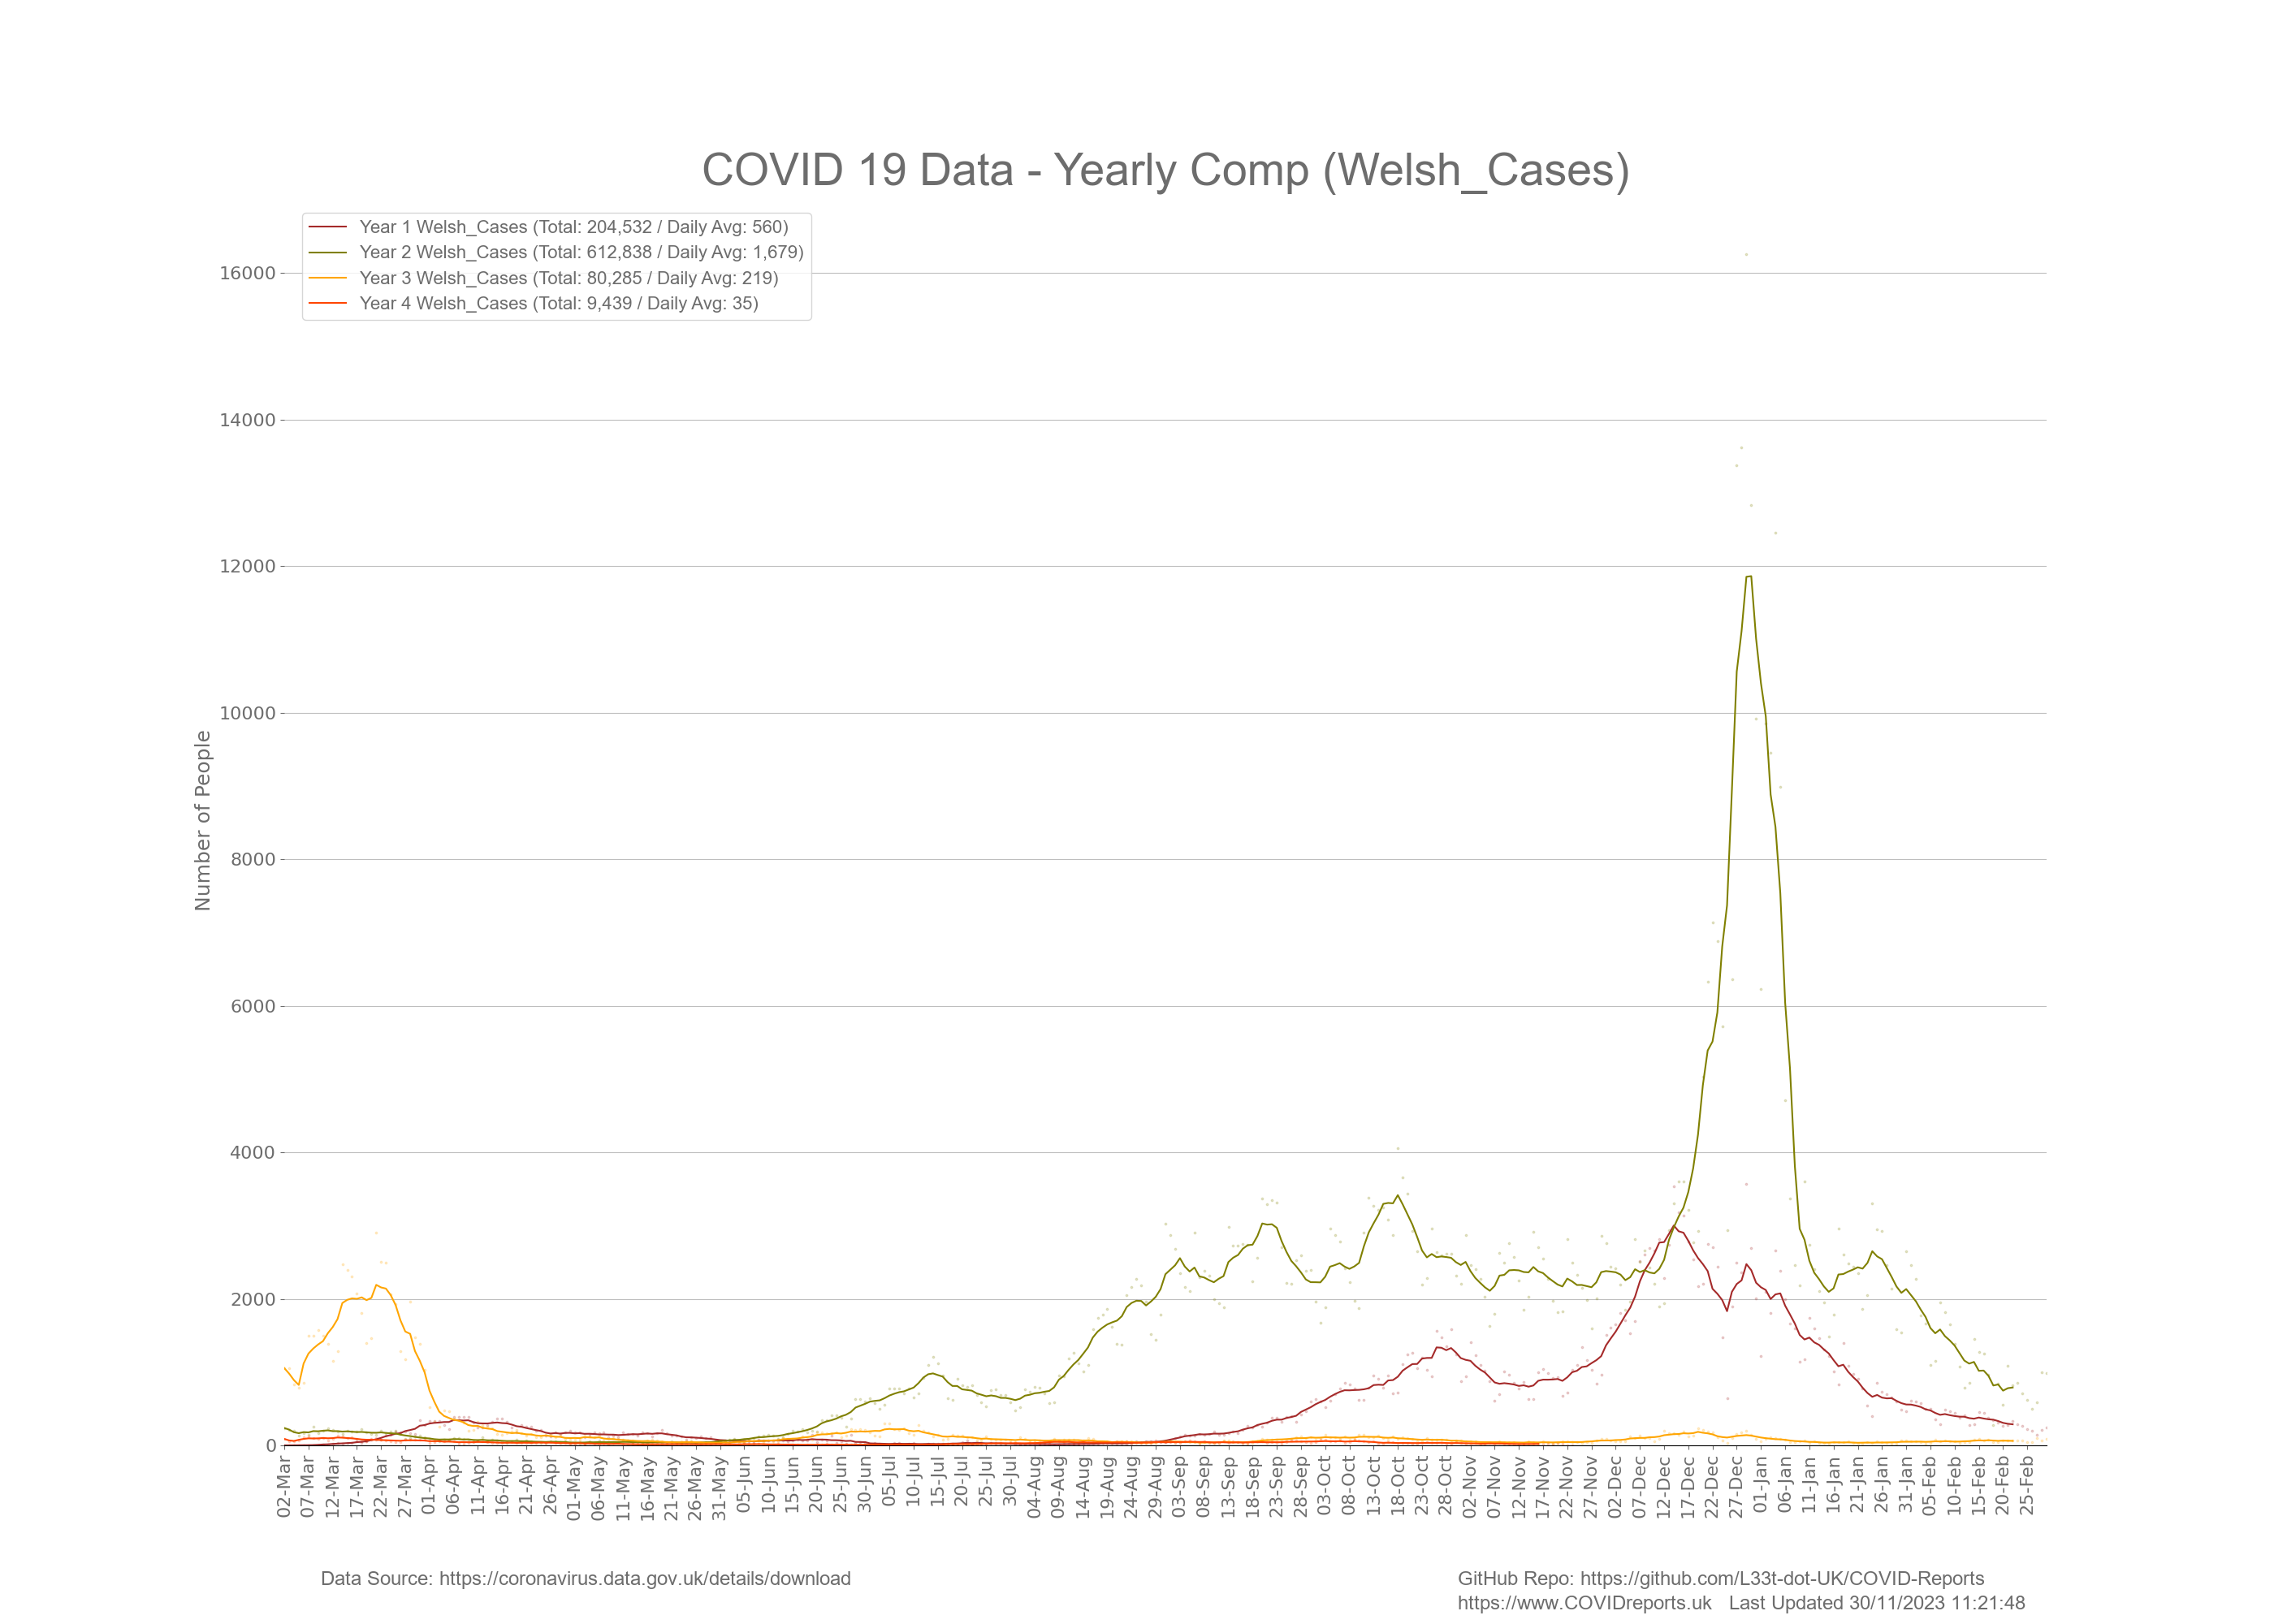 COVID 19 Data - Yearly Comp (Welsh_Cases)
Year 1 Welsh_Cases (Total: 204,532 / Daily Avg: 560)
Year 2 Welsh_Cases (Total: 612,838 / Daily Avg: 1,679)
Year 3 Welsh_Cases (Total: 80,285 / Daily Avg: 219)
Year 4 Welsh_Cases (Total: 9,439 / Daily Avg: 35)
16000
14000
12000
10000
8000
6000
4000
2000
0
Number of People
02-Mar
07-Mar
12-Mar
17-Mar
22-Mar
27-Mar
01-Apr
06-Apr
11-Apr
16-Apr
21-Apr
26-Apr
01-May
06-May
11-May
16-May
21-May
26-May
31-May
05-Jun
10-Jun
15-Jun
20-Jun
25-Jun
30-Jun
05-Jul
10-Jul
15-Jul
20-Jul
25-Jul
30-Jul
04-Aug
09-Aug
14-Aug
19-Aug
24-Aug
29-Aug
03-Sep
08-Sep
13-Sep
18-Sep
23-Sep
28-Sep
03-Oct
08-Oct
13-Oct
18-Oct
23-Oct
28-Oct
02-Nov
07-Nov
12-Nov
17-Nov
22-Nov
27-Nov
02-Dec
07-Dec
12-Dec
17-Dec
22-Dec
27-Dec
01-Jan
06-Jan
11-Jan
16-Jan
21-Jan
26-Jan
31-Jan
05-Feb
10-Feb
15-Feb
20-Feb
25-Feb
Data Source: https://coronavirus.data.gov.uk/details/download
GitHub Repo: https://github.com/L33t-dot-UK/COVID-Reports
https://www.COVIDreports.uk Last Updated 30/11/2023 11:21:48